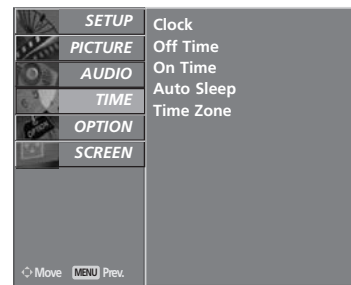 SETUP
PICTURE
AUDIO
TIME
OPTION
SCREEN
Clock
Off Time
On Time
Auto Sleep
Time Zone
Move MENU Prev.